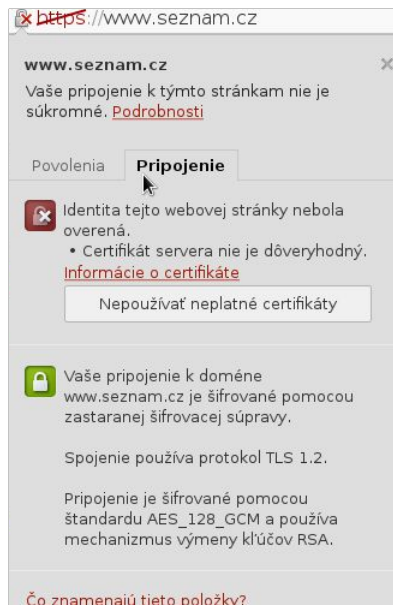 https://www.seznam.cz
www.seznam.cz
Vaše pripojenie k týmto stránkam nie je
súkromné. Podrobnosti
Povolenia Pripojenie
Identita tejto webovej stránky nebola
overená.
• Certifikát servera nie je dôveryhodný.
Informácie o certifikáte
Nepoužívať neplatné certifikáty
Vaše pripojenie k doméne
www.seznam.cz je šifrované pomocou
zastaranej šifrovacej súpravy.
Spojenie používa protokol TLS 1.2.
Pripojenie je šifrované pomocou
štandardu AES_128_GCM a používa
mechanizmus výmeny kľúčov RSA.
Čo znamenajú tieto položky?